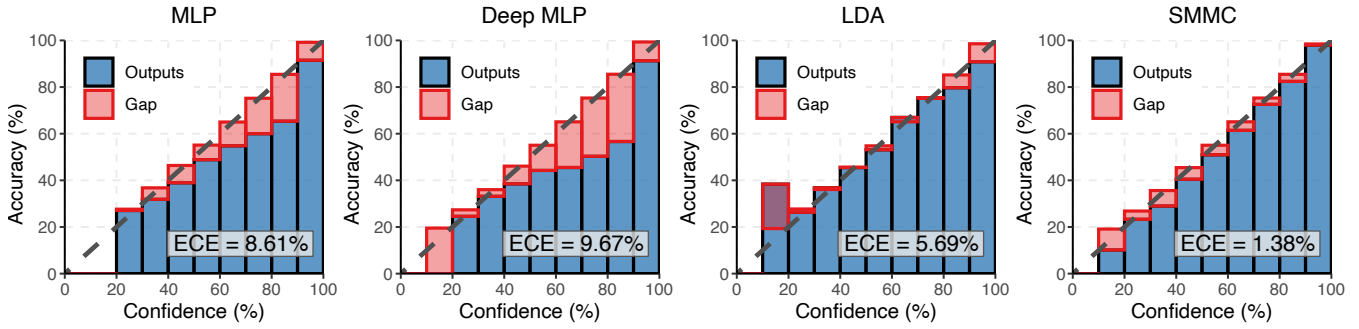 MLP
Accuracy (%)
100
80
60
40
20
0
Outputs
Gap
ECE = 8.61%
0 20 40 60 80 100
Confidence (%)
Deep MLP
Accuracy (%)
100
80
60
40
20
0
Outputs
Gap
ECE = 9.67%
0 20 40 60 80 100
Confidence (%)
LDA
Accuracy (%)
100
80
60
40
20
0
Outputs
Gap
ECE = 5.69%
0 20 40 60 80 100
Confidence (%)
SMMC
Accuracy (%)
100
80
60
40
20
0
Outputs
Gap
ECE = 1.38%
0 20 40 60 80 100
Confidence (%)